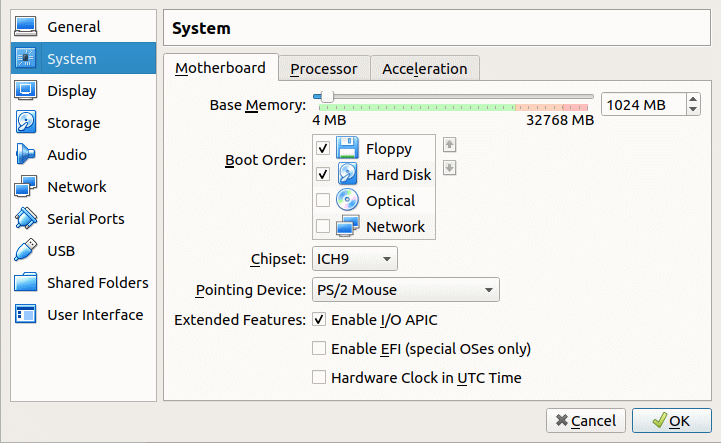 General
System
Display
Storage
Audio
Network
Serial Ports
USB
Shared Folders
User Interface
System
Motherboard Processor Acceleration
Base Memory: 1024 MB
4 MB 32768 MB
Boot Order: Floppy
Hard Disk
Optical
Network
Chipset: ICH9
Pointing Device: PS/2 Mouse
Extended Features: Enable I/O APIC
Enable EFI (special OSes only)
Hardware Clock in UTC Time
Cancel OK